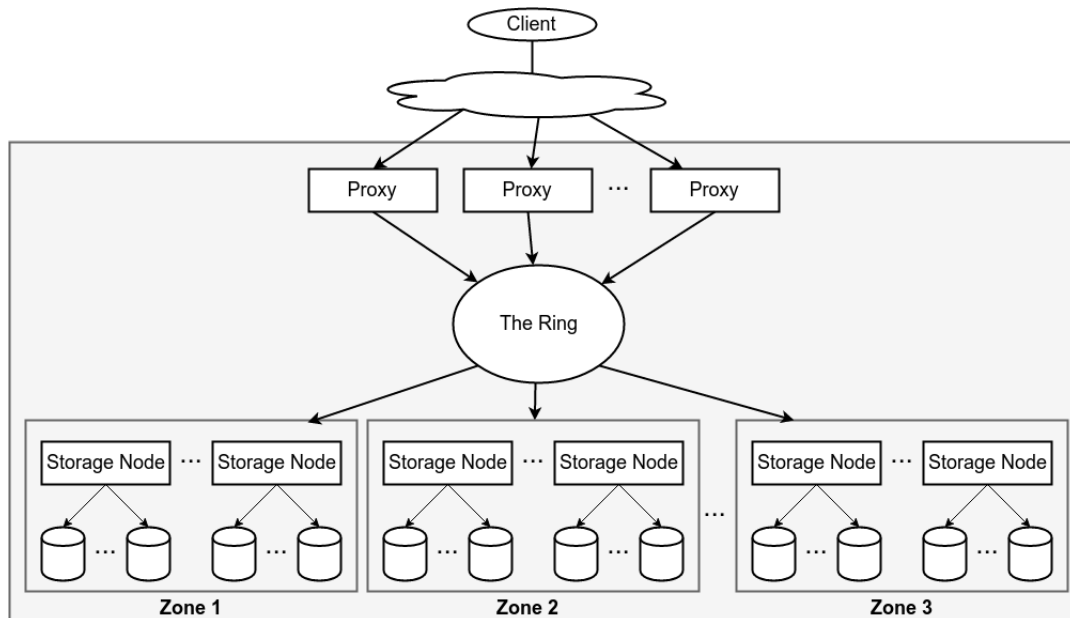 Client
Proxy
Proxy
...
Proxy
The Ring
Storage Node ... Storage Node
Storage Node ... Storage Node
Storage Node ... Storage Node
...
... ...
... ...
... ...
Zone 1
Zone 2
Zone 3